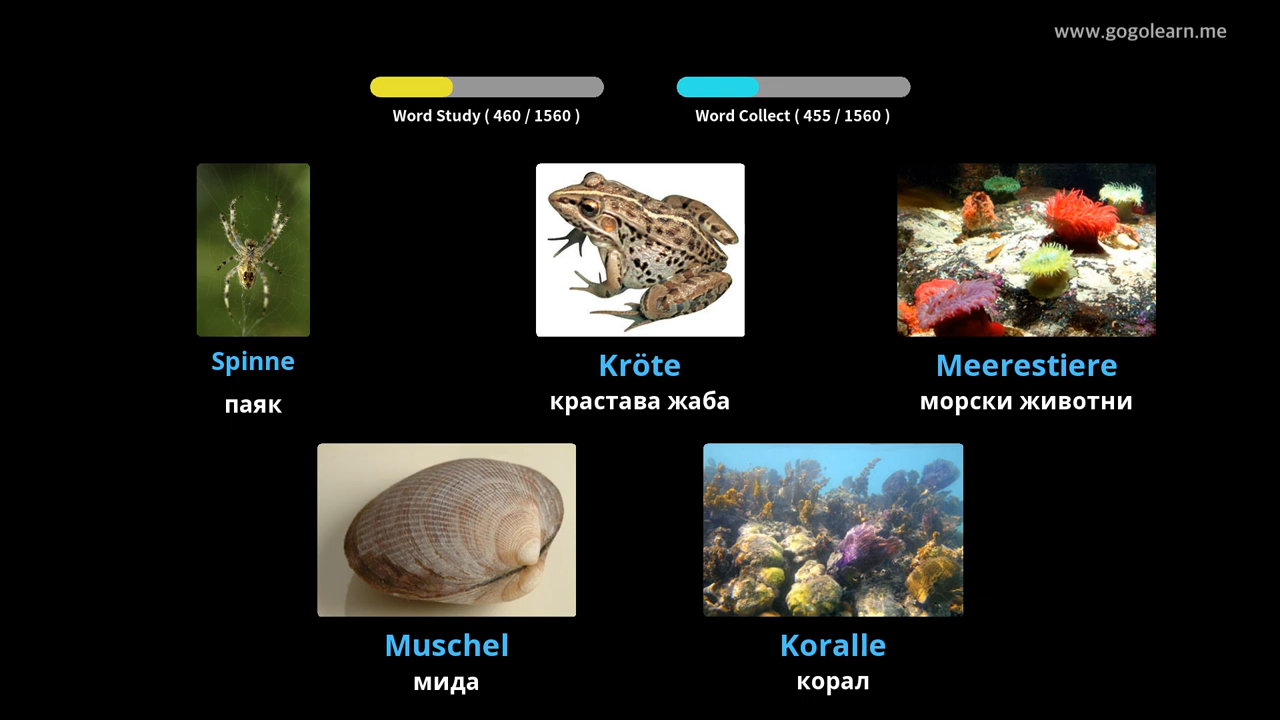 www.gogolearn.me
Word Study ( 460 / 1560 )
Word Collect ( 455 / 1560 )
Spinne
паяк
Kröte
крастава жаба
Meerestiere
морски животни
Muschel
мида
Koralle
корал